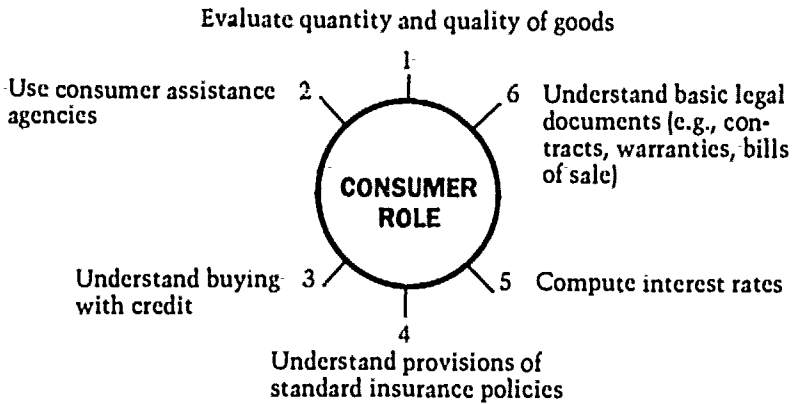 Evaluate quantity and quality of goods
1
Use consumer assistance
agencies
2
6
Understand basic legal
documents (e.g., con-
tracts, warranties, bills
of sale)
CONSUMER
ROLE
Understand buying
with credit
3
5
Compute interest rates
4
Understand provisions of
standard insurance policies